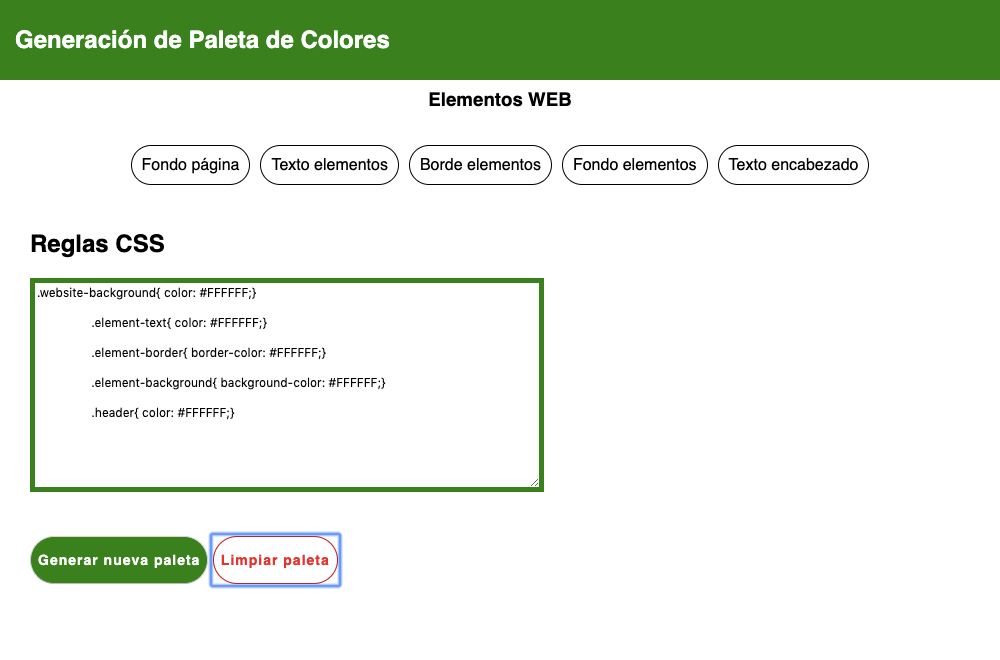 Generación de Paleta de Colores
Elementos WEB
Fondo página Texto elementos Borde elementos Fondo elementos Texto encabezado
Reglas CSS
.website-background{ color: #FFFFFF;}
.element-text{ color: #FFFFFF;}
.element-border{ border-color: #FFFFFF;}
.element-background{ background-color: #FFFFFF;}
.header{ color: #FFFFFF;}
Generar nueva paleta Limpiar paleta